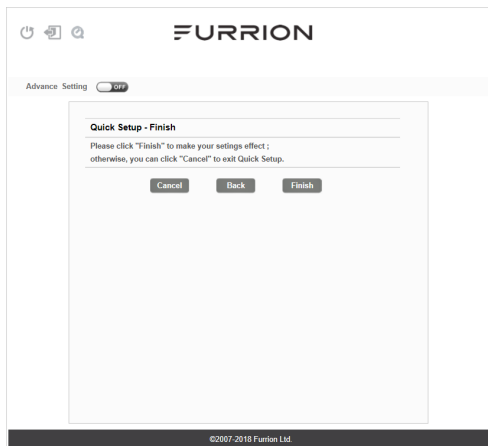 FURRION
Advance Setting OFF
Quick Setup - Finish
Please click "Finish" to make your setings effect ;
otherwise, you can click "Cancel" to exit Quick Setup.
Cancel Back Finish
©2007-2018 Furrion Ltd.